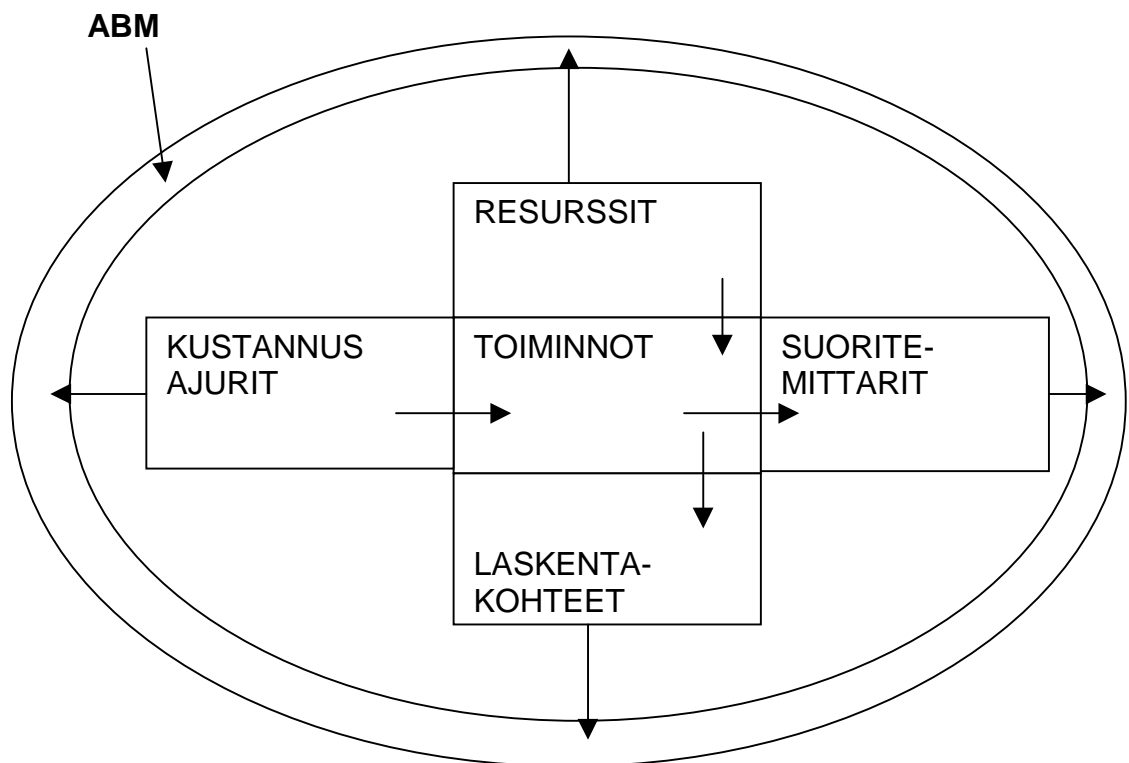 ABM
RESURSSIT
KUSTANNUS
AJURIT
TOIMINNOT
SUORITE-
MITTARIT
LASKENTA-
KOHTEET